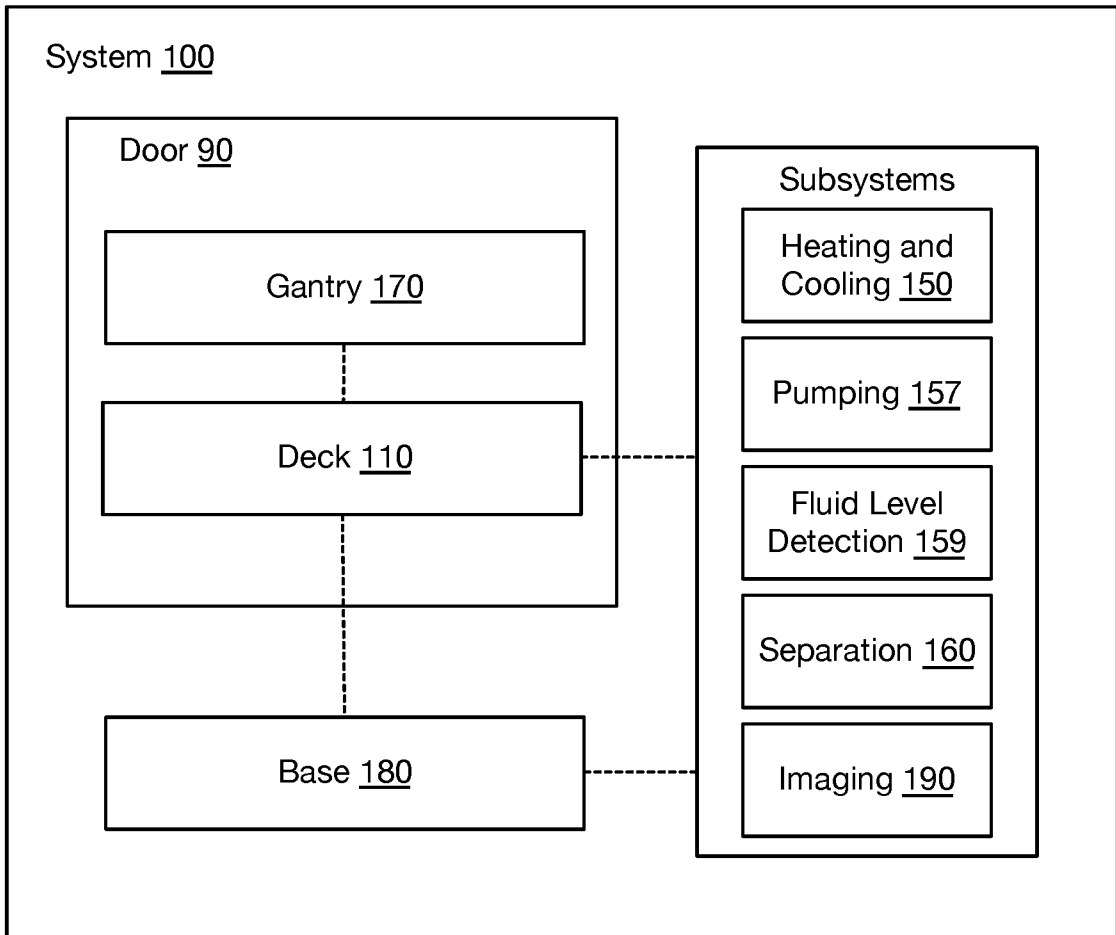 System 100
Door 90
Gantry 170
Deck 110
Base 180
Subsystems
Heating and
Cooling 150
Pumping 157
Fluid Level
Detection 159
Separation 160
Imaging 190